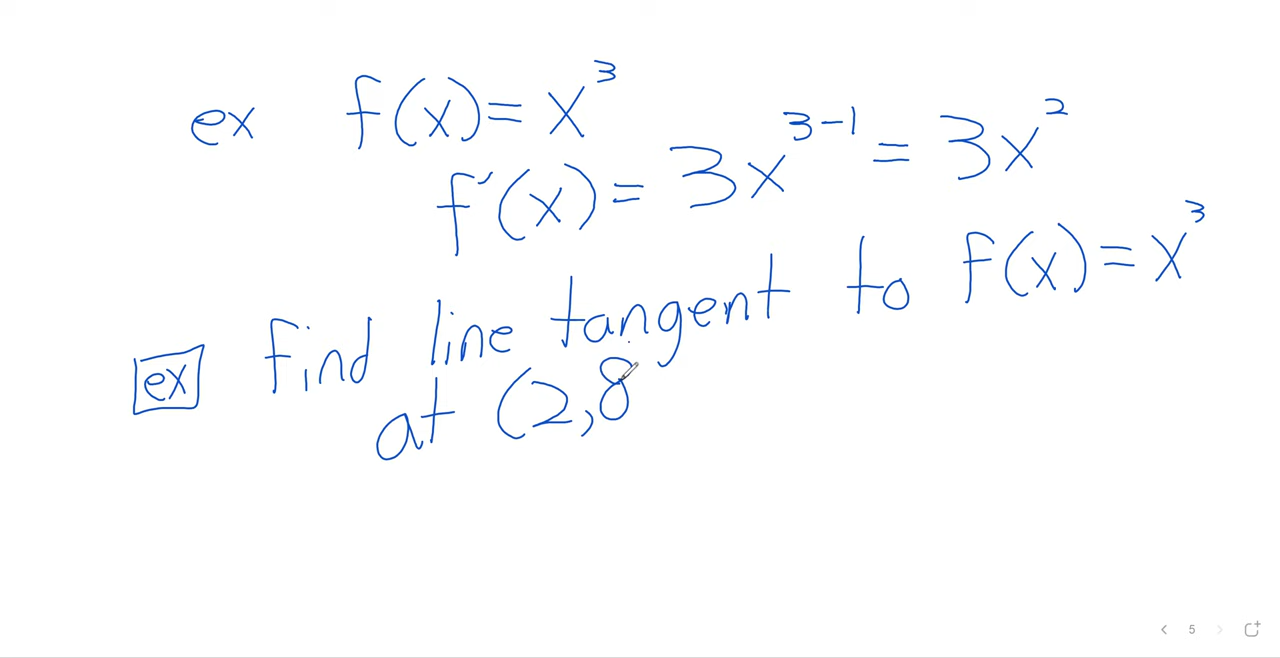 ex f(x) = x³
f'(x) = 3x³⁻¹ = 3x²
ex find line tangent to f(x) = x³
at (2,8
5